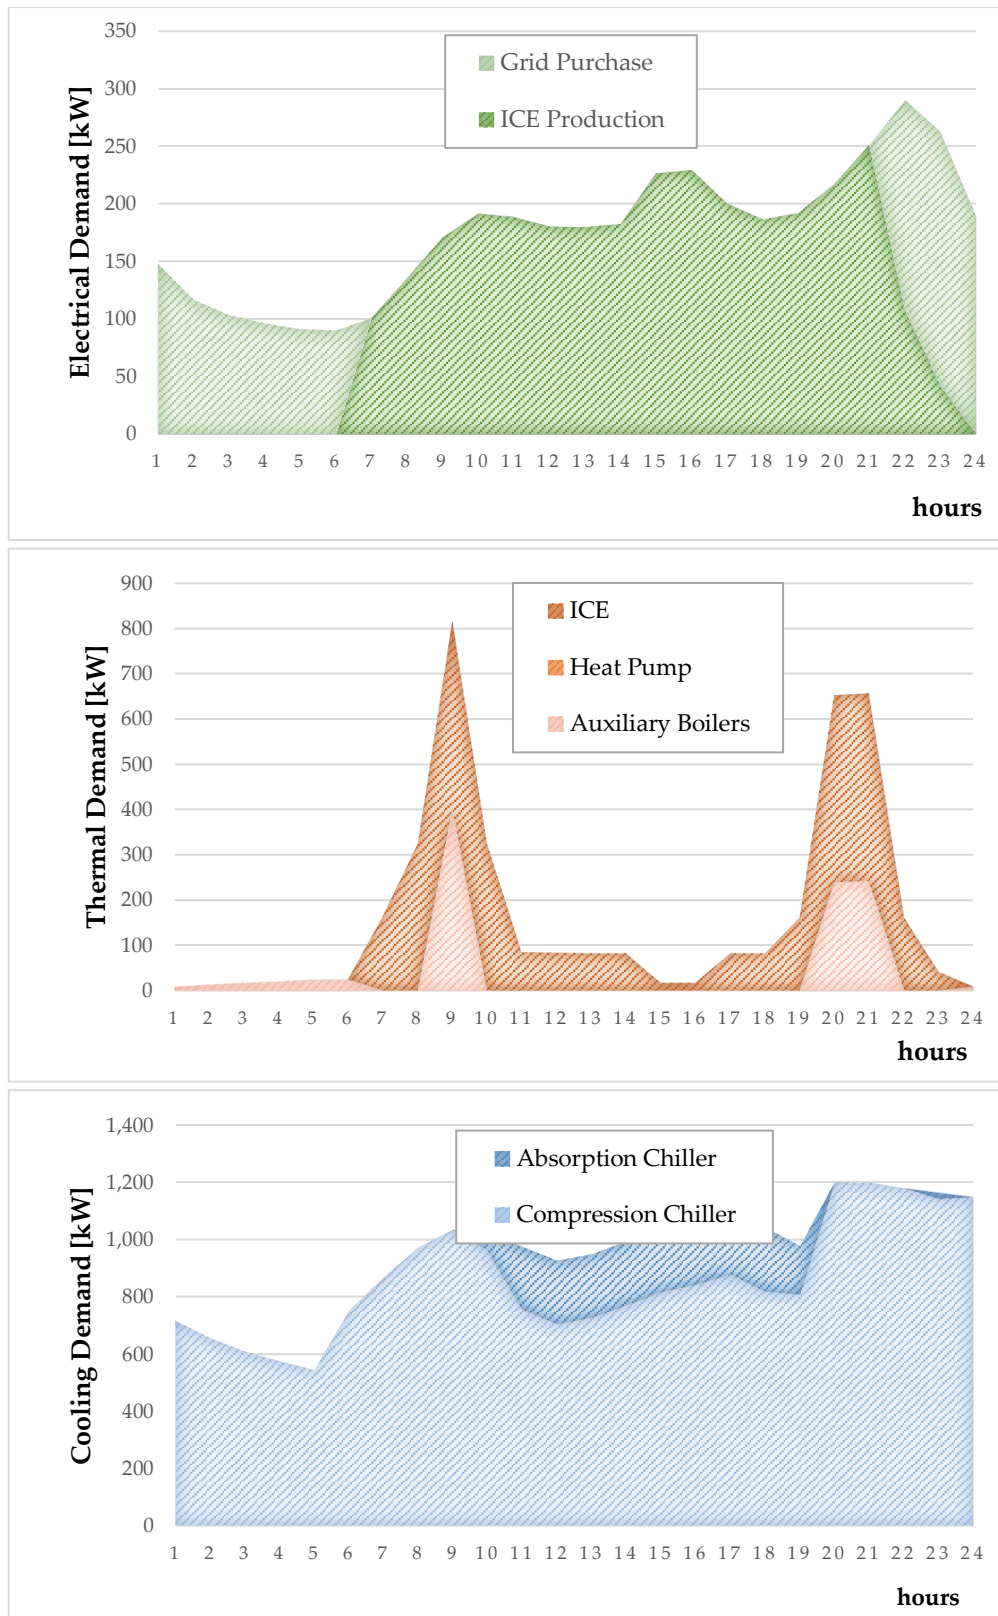 Electrical Demand [kW]
350
300
250
200
150
100
50
0
Grid Purchase
ICE Production
1 2 3 4 5 6 7 8 9 10 11 12 13 14 15 16 17 18 19 20 21 22 23 24
hours
Thermal Demand [kW]
900
800
700
600
500
400
300
200
100
0
ICE
Heat Pump
Auxiliary Boilers
1 2 3 4 5 6 7 8 9 10 11 12 13 14 15 16 17 18 19 20 21 22 23 24
hours
Cooling Demand [kW]
1,400
1,200
1,000
800
600
400
200
0
Absorption Chiller
Compression Chiller
1 2 3 4 5 6 7 8 9 10 11 12 13 14 15 16 17 18 19 20 21 22 23 24
hours